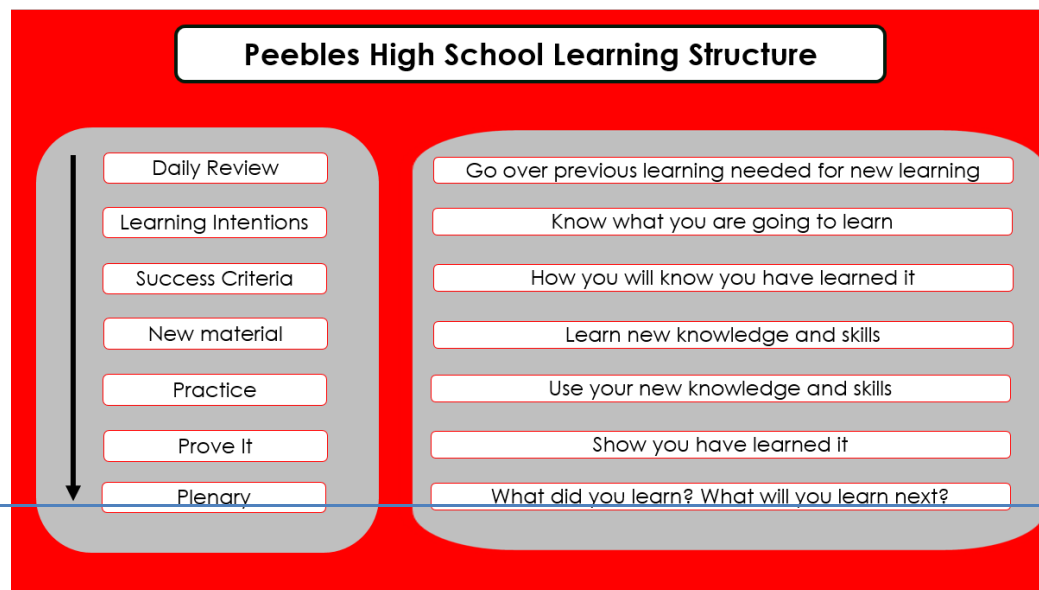 Peebles High School Learning Structure
Daily Review
Go over previous learning needed for new learning
Learning Intentions
Know what you are going to learn
Success Criteria
How you will know you have learned it
New material
Learn new knowledge and skills
Practice
Use your new knowledge and skills
Prove It
Show you have learned it
Plenary
What did you learn? What will you learn next?